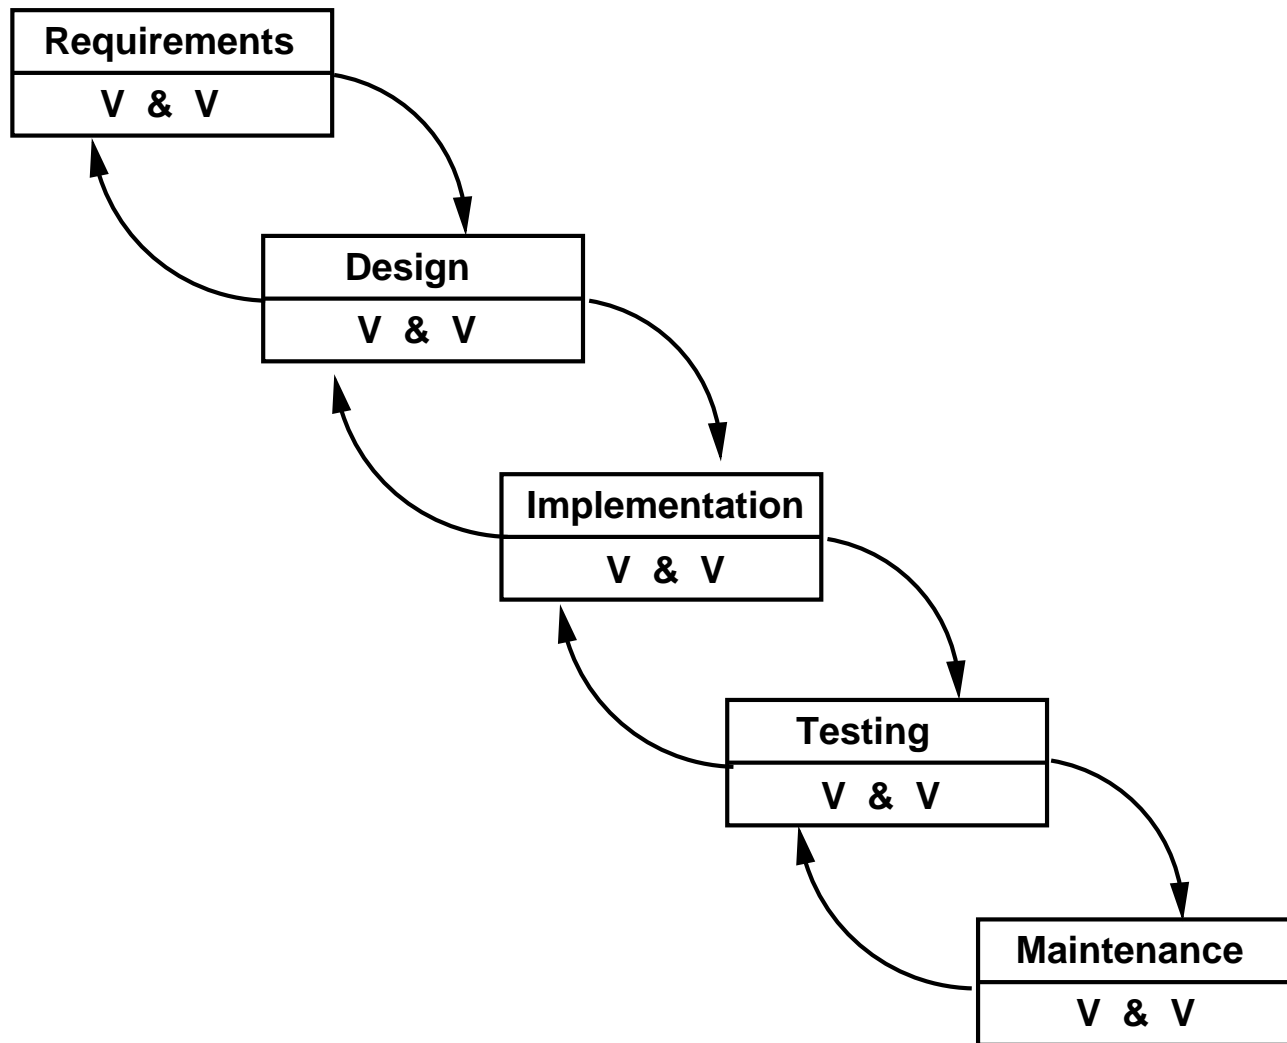 Requirements
V & V
Design
V & V
Implementation
V & V
Testing
V & V
Maintenance
V & V